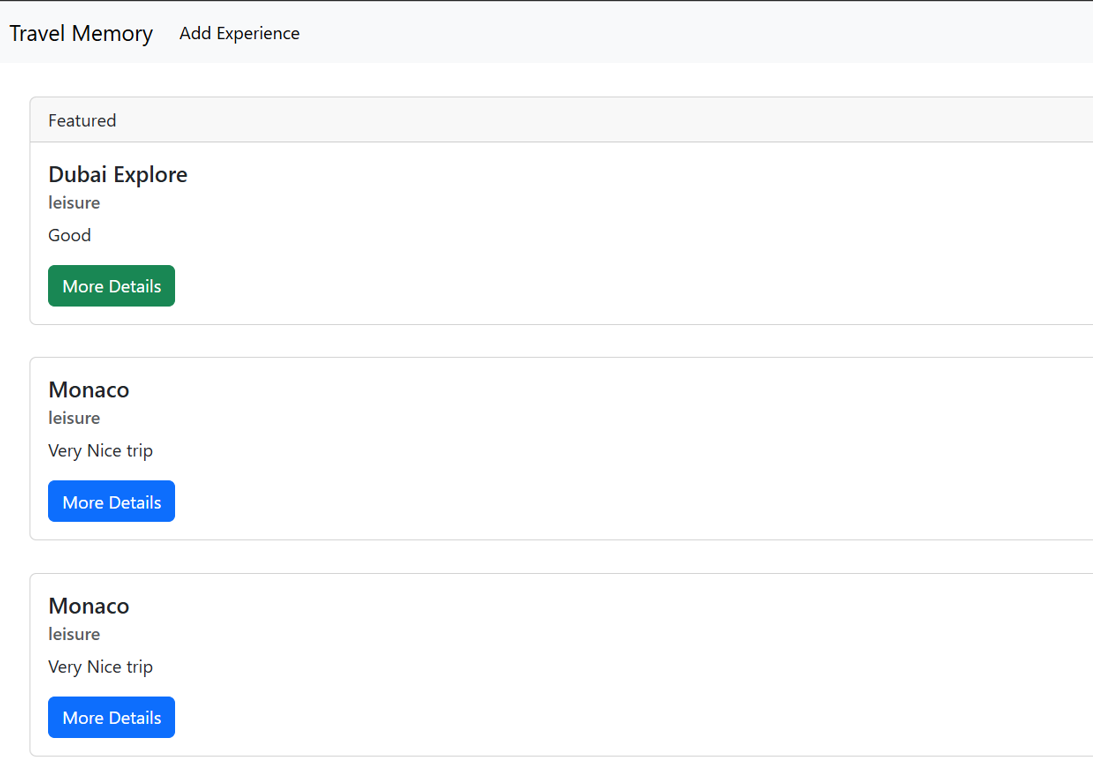 Travel Memory Add Experience
Featured
Dubai Explore
leisure
Good
More Details
Monaco
leisure
Very Nice trip
More Details
Monaco
leisure
Very Nice trip
More Details